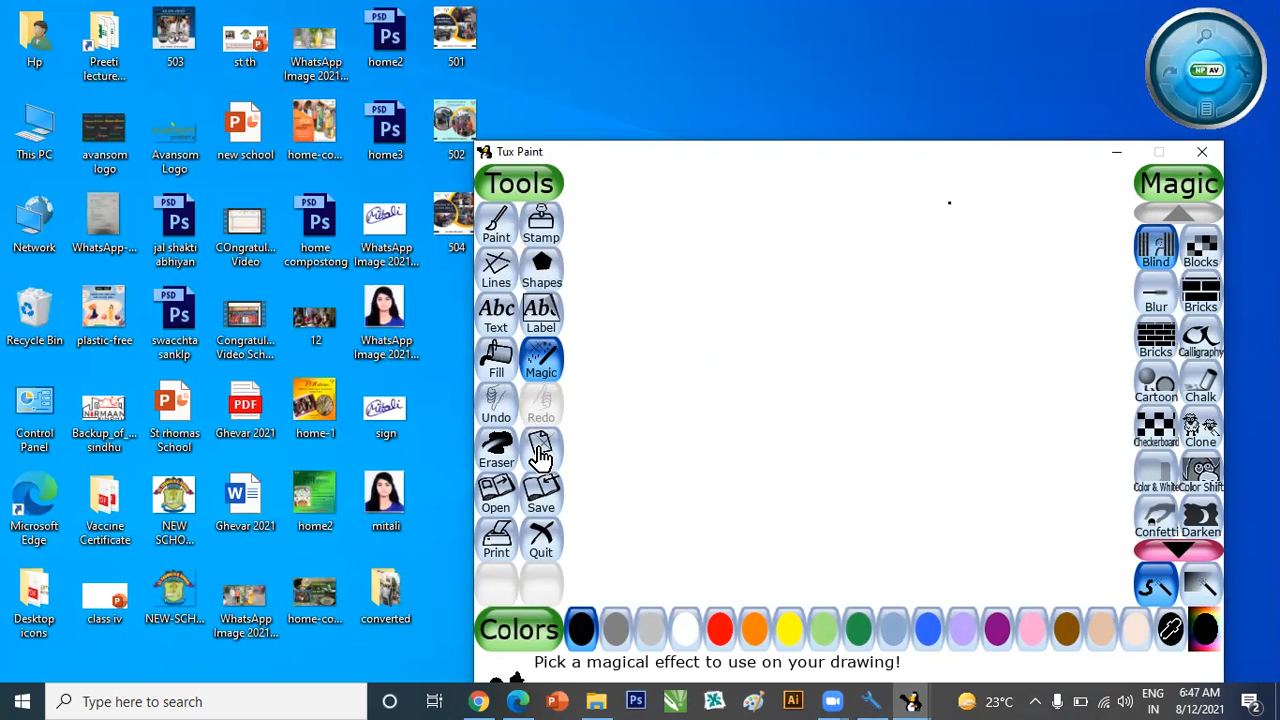 Hp
Preeti lecture...
503
st th
WhatsApp Image 2021...
home2
501
This PC
avansom logo
Avansom Logo
new school
home-co...
home3
502
Network
WhatsApp-...
jal shakti abhiyan
COngratul... Video
home compostong
WhatsApp Image 2021...
504
Recycle Bin
plastic-free
swacchta sanklp
Congratul... Video Sch...
12
WhatsApp Image 2021...
Control Panel
Backup_of_... sindhu
St rhomas School
Ghevar 2021
home-1
sign
Microsoft Edge
Vaccine Certificate
NEW SCHO...
Ghevar 2021
home2
mitali
Desktop icons
class iv
NEW-SCH...
WhatsApp Image 2021...
home-co...
converted
NP AV
Tux Paint
Tools
Magic
Paint
Stamp
Lines
Shapes
Abc
Text
Label
Fill
Magic
Undo
Redo
Eraser
Open
Save
Print
Quit
Blind
Blocks
Blur
Bricks
Bricks
Calligraphy
Cartoon
Chalk
Checkerboard
Clone
Color & White
Color Shift
Confetti
Darken
Colors
Pick a magical effect to use on your drawing!
Type here to search
23°C
ENG
IN
6:47 AM
8/12/2021
2